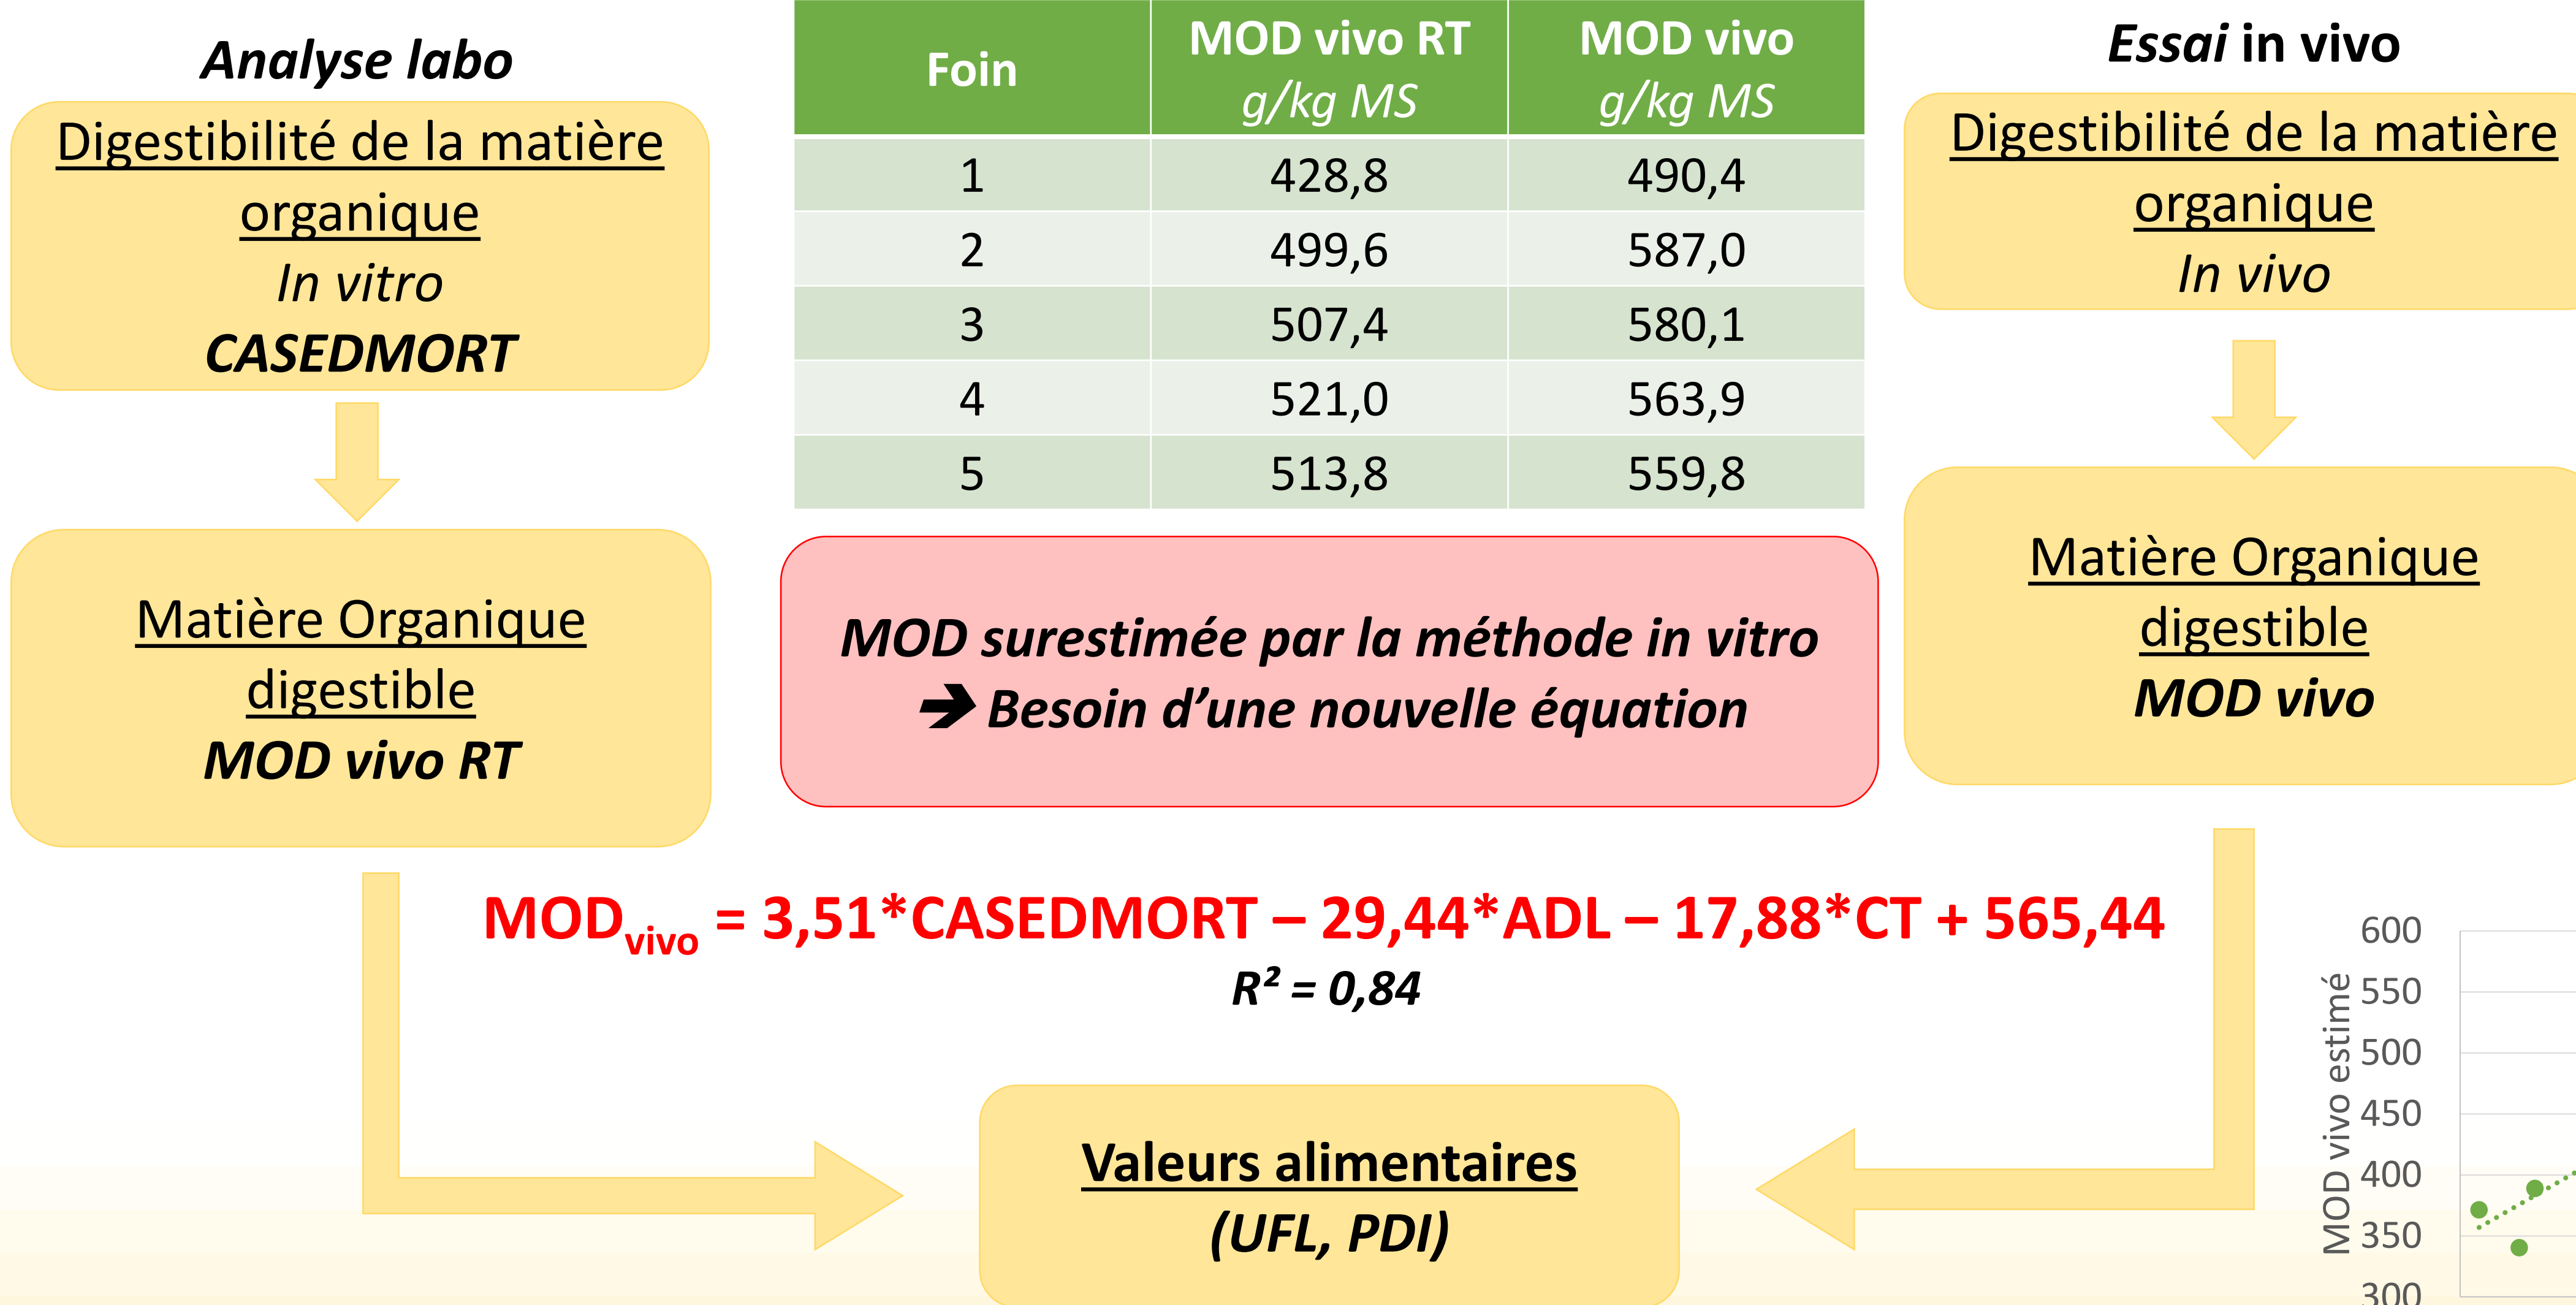 Analyse labo
Digestibilité de la matière
organique
In vitro
CASEDMORT
Matière Organique
digestible
MOD vivo RT
Foin MOD vivo RT MOD vivo
g/kg MS g/kg MS
1 428,8 490,4
2 499,6 587,0
3 507,4 580,1
4 521,0 563,9
5 513,8 559,8
MOD surestimée par la méthode in vitro
➔ Besoin d’une nouvelle équation
Essai in vivo
Digestibilité de la matière
organique
In vivo
Matière Organique
digestible
MOD vivo
MODvivo = 3,51*CASEDMORT – 29,44*ADL – 17,88*CT + 565,44
R² = 0,84
Valeurs alimentaires
(UFL, PDI)
MOD vivo estimé
600
550
500
450
400
350
300